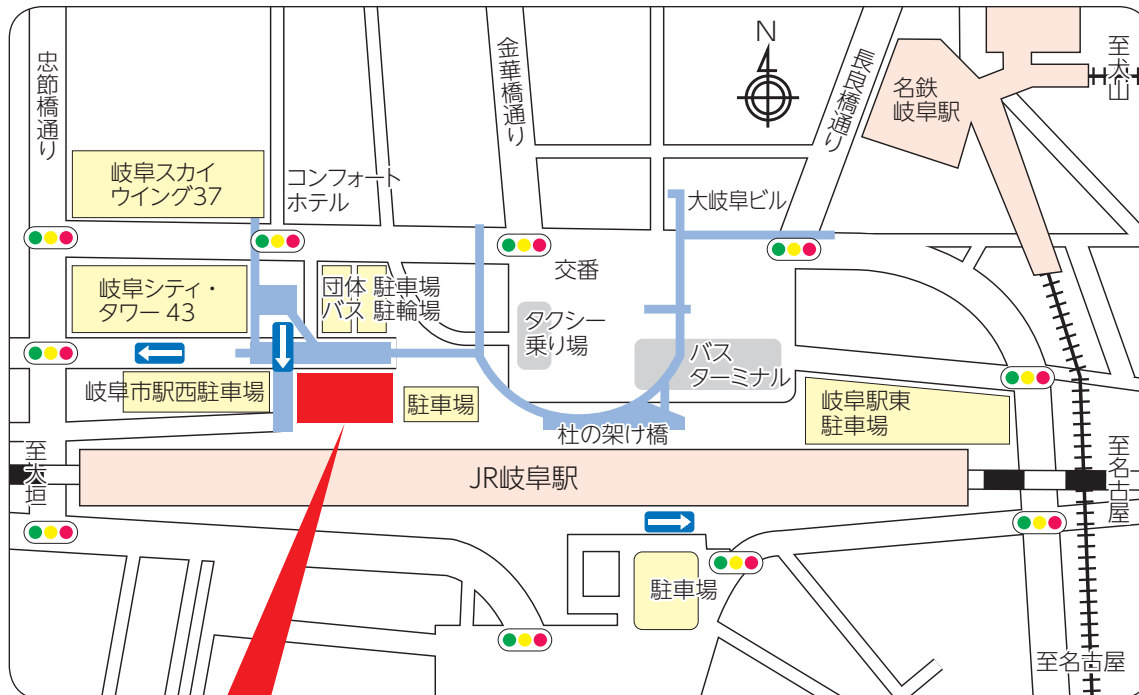 忠節橋通り
金華橋通り
N
長良橋通り
名鉄
岐阜駅
至犬山
岐阜スカイ
ウイング37
コンフォート
ホテル
大岐阜ビル
交番
岐阜シティ・
タワー 43
団体
バス
駐車場
駐輪場
タクシー
乗り場
バス
ターミナル
岐阜市駅西駐車場
駐車場
岐阜駅東
駐車場
杜の架け橋
至大垣
JR岐阜駅
至名古屋
駐車場
至名古屋